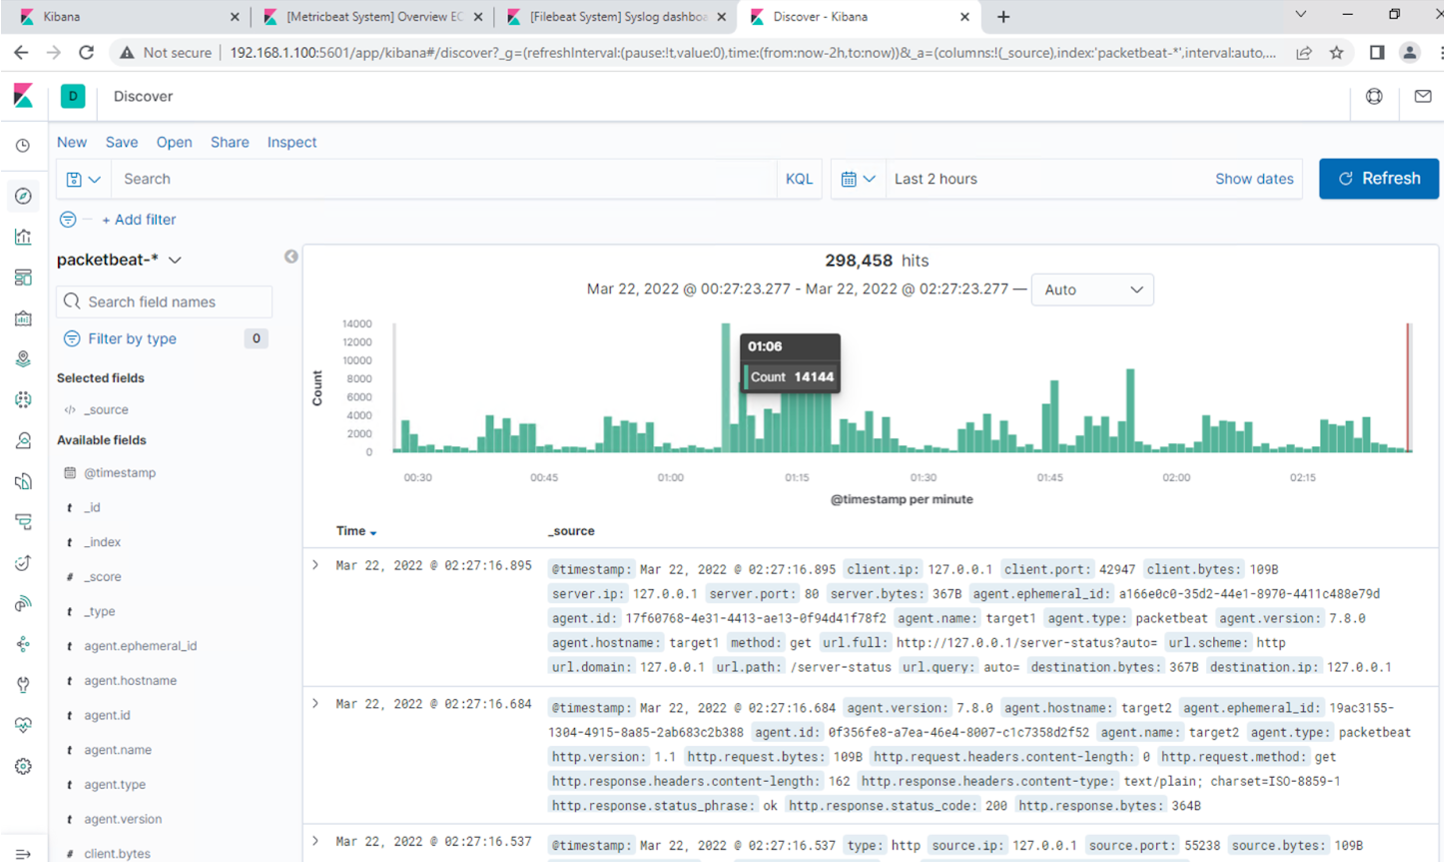 Kibana
[Metricbeat System] Overview EC
[Filebeat System] Syslog dashboa
Discover - Kibana
Not secure
192.168.1.100:5601/app/kibana#/discover?_g=(refreshInterval:(pause:!t,value:0),time:(from:now-2h,to:now))&_a=(columns:!(_source),index:'packetbeat-*',interval:auto,...
D
Discover
New Save Open Share Inspect
Search
KQL
Last 2 hours
Show dates
Refresh
+ Add filter
packetbeat-*
Search field names
Filter by type
0
Selected fields
_source
Available fields
@timestamp
t _id
t _index
# _score
t _type
t agent.ephemeral_id
t agent.hostname
t agent.id
t agent.name
t agent.type
t agent.version
# client.bytes
298,458 hits
Mar 22, 2022 @ 00:27:23.277 - Mar 22, 2022 @ 02:27:23.277 —
Auto
Count
14000
12000
10000
8000
6000
4000
2000
0
01:06
Count 14144
00:30 00:45 01:00 01:15 01:30 01:45 02:00 02:15
@timestamp per minute
Time _source
Mar 22, 2022 @ 02:27:16.895
@timestamp: Mar 22, 2022 @ 02:27:16.895 client.ip: 127.0.0.1 client.port: 42947 client.bytes: 109B
server.ip: 127.0.0.1 server.port: 80 server.bytes: 367B agent.ephemeral_id: a166e0c0-35d2-44e1-8970-4411c488e79d
agent.id: 17f60768-4e31-4413-ae13-0f94d41f78f2 agent.name: target1 agent.type: packetbeat agent.version: 7.8.0
agent.hostname: target1 method: get url.full: http://127.0.0.1/server-status?auto= url.scheme: http
url.domain: 127.0.0.1 url.path: /server-status url.query: auto= destination.bytes: 367B destination.ip: 127.0.0.1
Mar 22, 2022 @ 02:27:16.684
@timestamp: Mar 22, 2022 @ 02:27:16.684 agent.version: 7.8.0 agent.hostname: target2 agent.ephemeral_id: 19ac3155-
1304-4915-8a85-2ab683c2b388 agent.id: 0f356fe8-a7ea-46e4-8007-c1c7358d2f52 agent.name: target2 agent.type: packetbeat
http.version: 1.1 http.request.bytes: 109B http.request.headers.content-length: 0 http.request.method: get
http.response.headers.content-length: 162 http.response.headers.content-type: text/plain; charset=ISO-8859-1
http.response.status_phrase: ok http.response.status_code: 200 http.response.bytes: 364B
Mar 22, 2022 @ 02:27:16.537
@timestamp: Mar 22, 2022 @ 02:27:16.537 type: http source.ip: 127.0.0.1 source.port: 55238 source.bytes: 109B